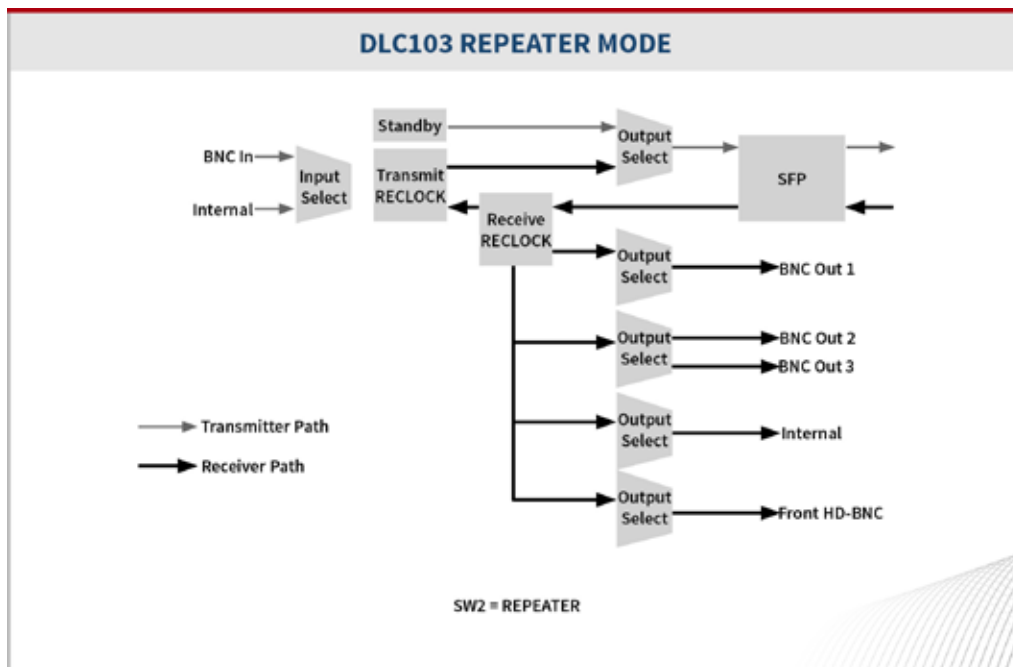 DLC103 REPEATER MODE
Standby
Output
Select
BNC In
Input
Select
Transmit
RECLOCK
SFP
Internal
Receive
RECLOCK
Output
Select
BNC Out 1
Output
Select
BNC Out 2
BNC Out 3
Output
Select
Internal
Transmitter Path
Receiver Path
Output
Select
Front HD-BNC
SW2 = REPEATER